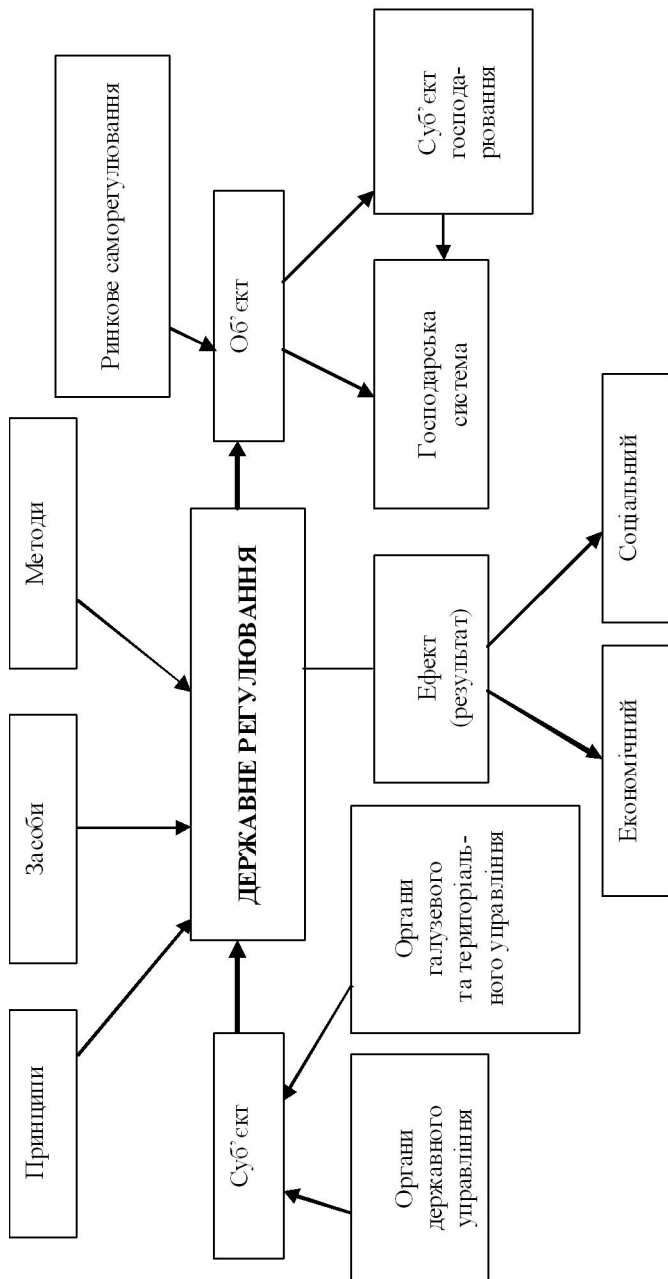 Принципи
Засоби
Методи
Ринкове саморегулювання
Суб’єкт
ДЕРЖАВНЕ РЕГУЛЮВАННЯ
Об’єкт
Органи
державного
управління
Органи
галузевого
та територіаль-
ного управління
Ефект
(результат)
Господарська
система
Суб’єкт
господа-
рювання
Економічний
Соціальний